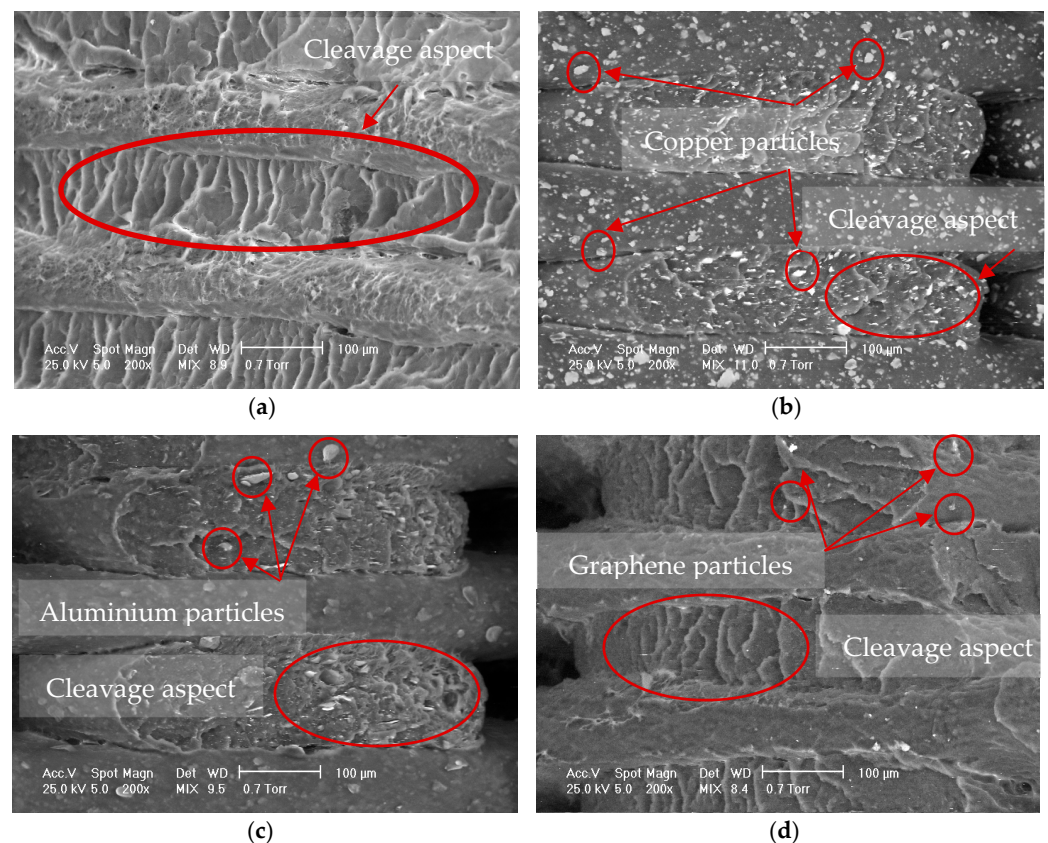 Cleavage aspect
Acc.V Spot Magn Det WD 100 µm
25.0 kV 5.0 200x MIX 8.9 0.7 Torr
(a)
Copper particles
Cleavage aspect
Acc.V Spot Magn Det WD 100 µm
25.0 kV 5.0 200x MIX 11.0 0.7 Torr
(b)
Aluminium particles
Cleavage aspect
Acc.V Spot Magn Det WD 100 µm
25.0 kV 5.0 200x MIX 9.5 0.7 Torr
(c)
Graphene particles
Cleavage aspect
Acc.V Spot Magn Det WD 100 µm
25.0 kV 5.0 200x MIX 8.4 0.7 Torr
(d)